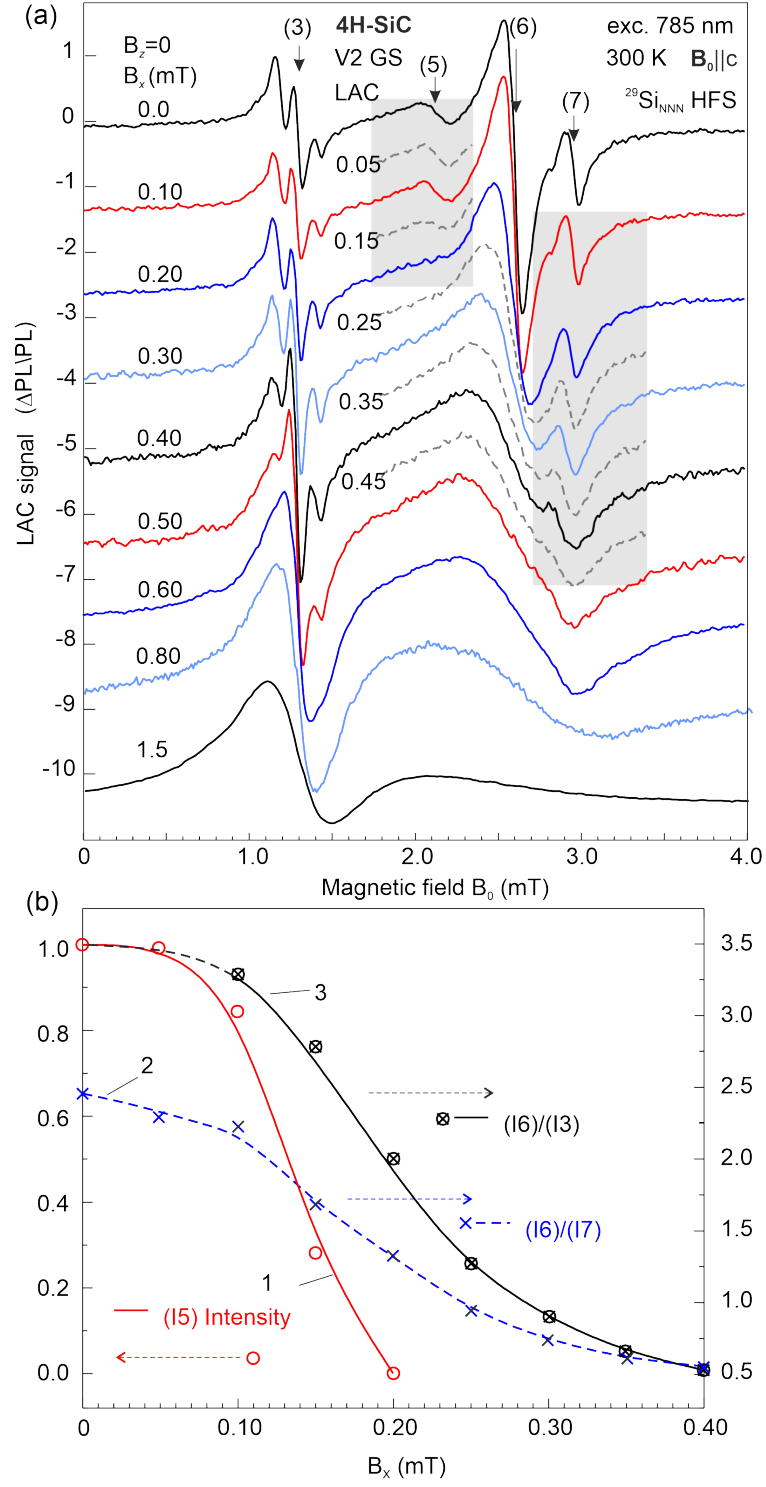 (a)
B_z=0
B_x (mT)
(3)
4H-SiC
V2 GS
LAC
(5)
(6)
exc. 785 nm
300 K B₀||c
(7)
²⁹Si_NNN HFS
LAC signal (ΔPL\PL)
1
0
-1
-2
-3
-4
-5
-6
-7
-8
-9
-10
0.0
0.05
0.10
0.15
0.20
0.25
0.30
0.35
0.40
0.45
0.50
0.60
0.80
1.5
0 1.0 2.0 3.0 4.0
Magnetic field B₀ (mT)
(b)
1.0
0.8
0.6
0.4
0.2
0.0
3.5
3.0
2.5
2.0
1.5
1.0
0.5
3
2
1
(I6)/(I3)
(I6)/(I7)
(I5) Intensity
0 0.10 0.20 0.30 0.40
B_X (mT)